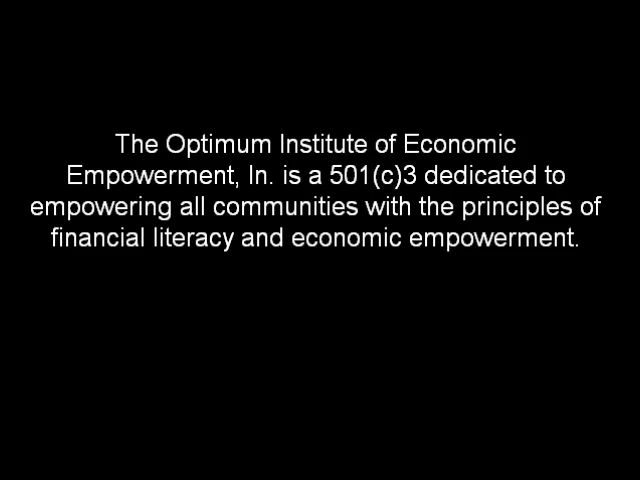 The Optimum Institute of Economic
Empowerment, In. is a 501(c)3 dedicated to
empowering all communities with the principles of
financial literacy and economic empowerment.